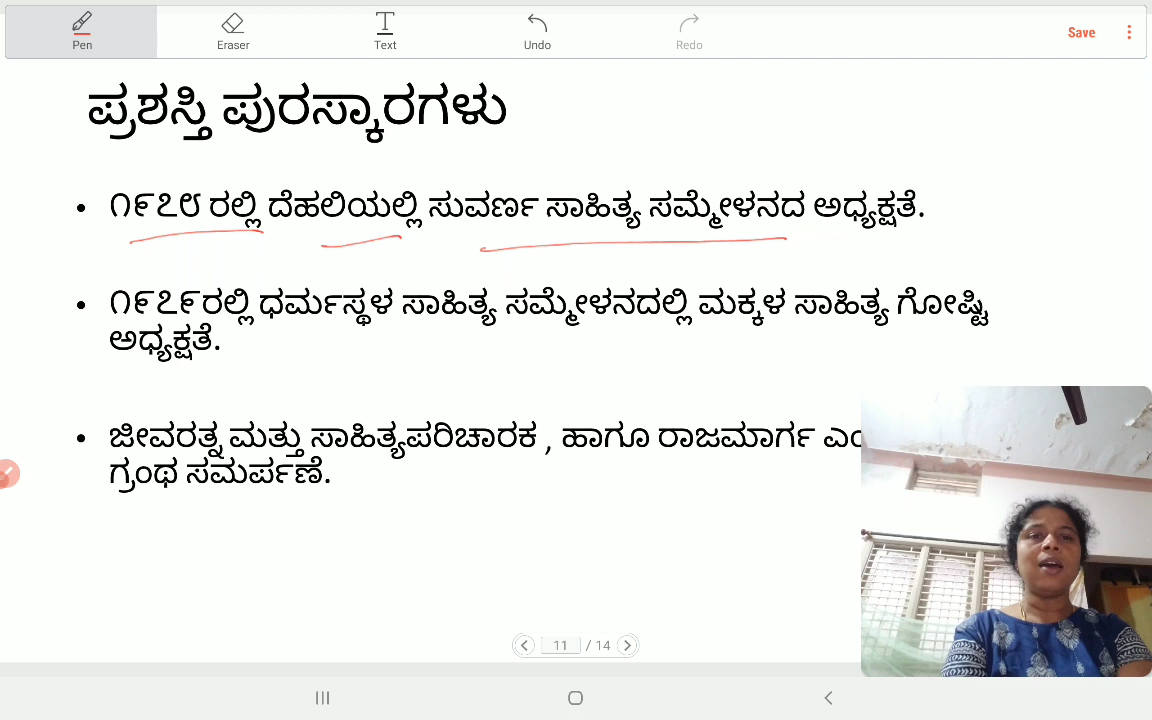 Pen
Eraser
Text
Undo
Redo
Save
ಪ್ರಶಸ್ತಿ ಪುರಸ್ಕಾರಗಳು
• ೧೯೭೮ ರಲ್ಲಿ ದೆಹಲಿಯಲ್ಲಿ ಸುವರ್ಣ ಸಾಹಿತ್ಯ ಸಮ್ಮೇಳನದ ಅಧ್ಯಕ್ಷತೆ.
• ೧೯೭೯ರಲ್ಲಿ ಧರ್ಮಸ್ಥಳ ಸಾಹಿತ್ಯ ಸಮ್ಮೇಳನದಲ್ಲಿ ಮಕ್ಕಳ ಸಾಹಿತ್ಯ ಗೋಷ್ಟಿ
ಅಧ್ಯಕ್ಷತೆ.
• ಜೀವರತ್ನ ಮತ್ತು ಸಾಹಿತ್ಯಪರಿಚಾರಕ , ಹಾಗೂ ರಾಜಮಾರ್ಗ
ಗ್ರಂಥ ಸಮರ್ಪಣೆ.
11 / 14